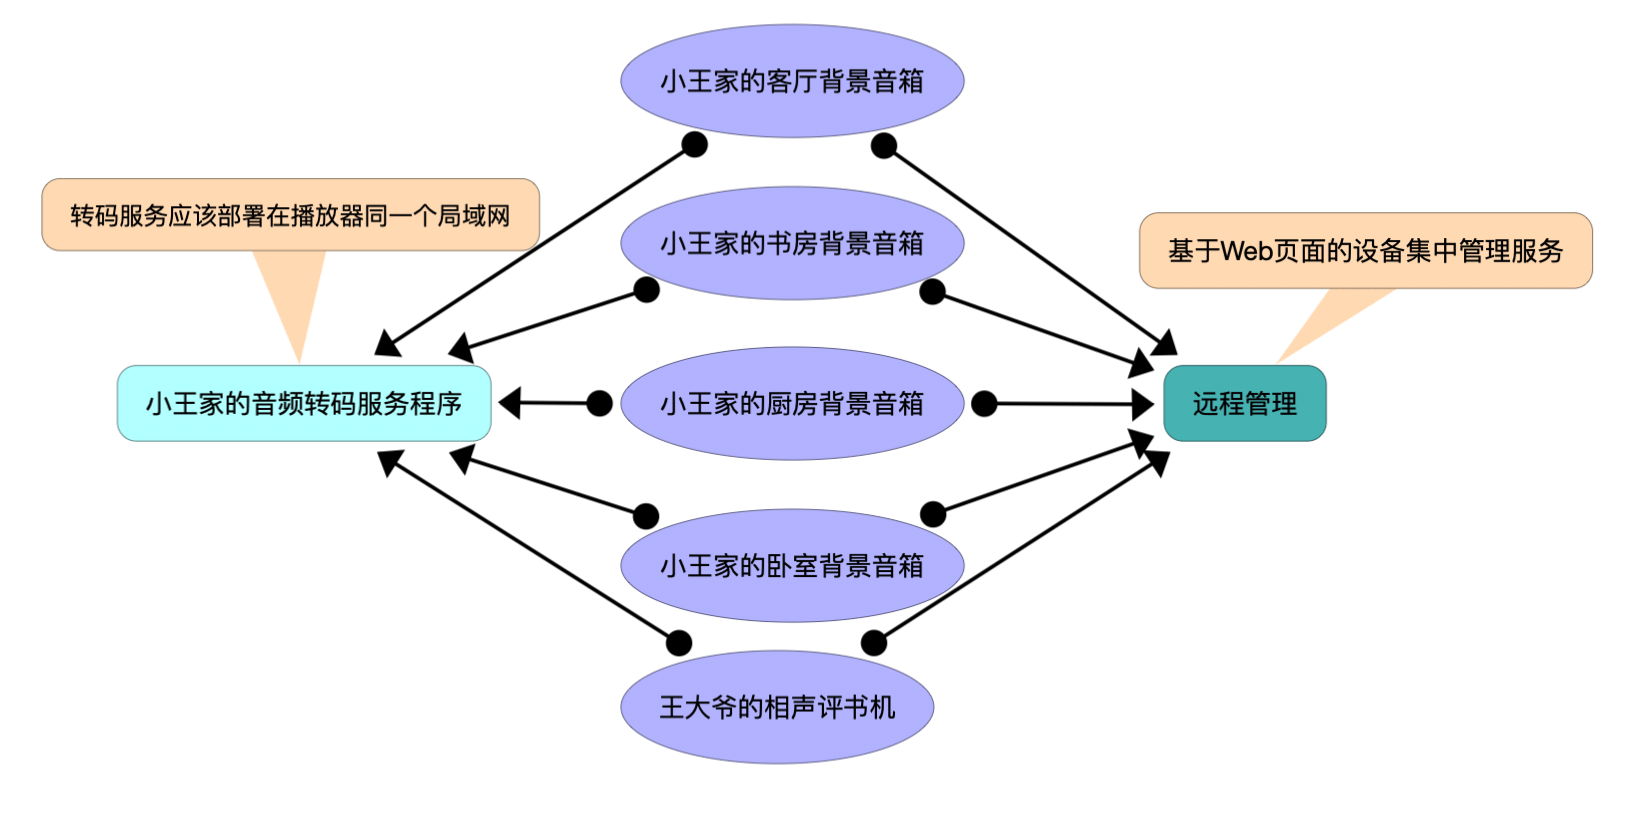 小王家的客厅背景音箱
转码服务应该部署在播放器同一个局域网
小王家的书房背景音箱
基于Web页面的设备集中管理服务
小王家的音频转码服务程序
小王家的厨房背景音箱
远程管理
小王家的卧室背景音箱
王大爷的相声评书机